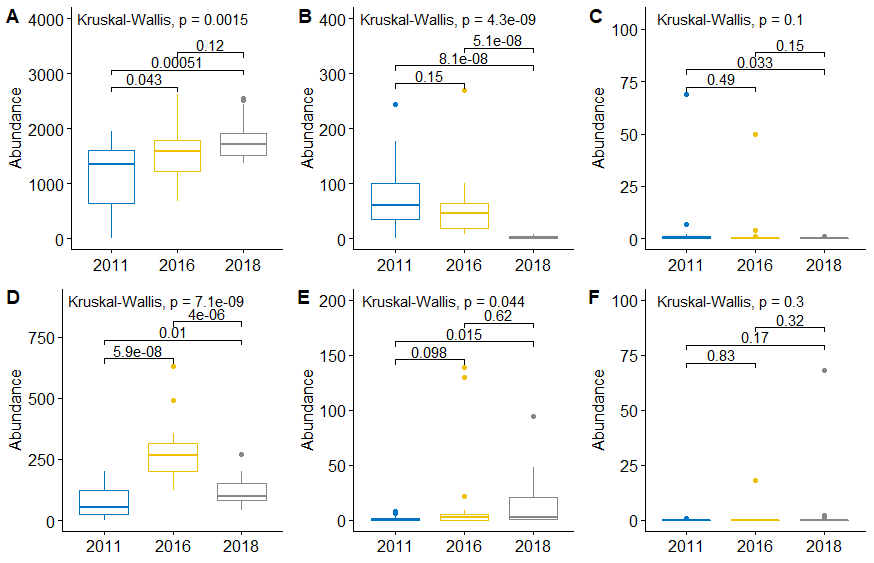 A
Kruskal-Wallis, p = 0.0015
0.12
0.00051
0.043
Abundance
4000
3000
2000
1000
0
2011 2016 2018
B
Kruskal-Wallis, p = 4.3e-09
5.1e-08
8.1e-08
0.15
Abundance
400
300
200
100
0
2011 2016 2018
C
Kruskal-Wallis, p = 0.1
0.15
0.033
0.49
Abundance
100
75
50
25
0
2011 2016 2018
D
Kruskal-Wallis, p = 7.1e-09
4e-06
0.01
5.9e-08
Abundance
750
500
250
0
2011 2016 2018
E
Kruskal-Wallis, p = 0.044
0.62
0.015
0.098
Abundance
200
150
100
50
0
2011 2016 2018
F
Kruskal-Wallis, p = 0.3
0.32
0.17
0.83
Abundance
100
75
50
25
0
2011 2016 2018